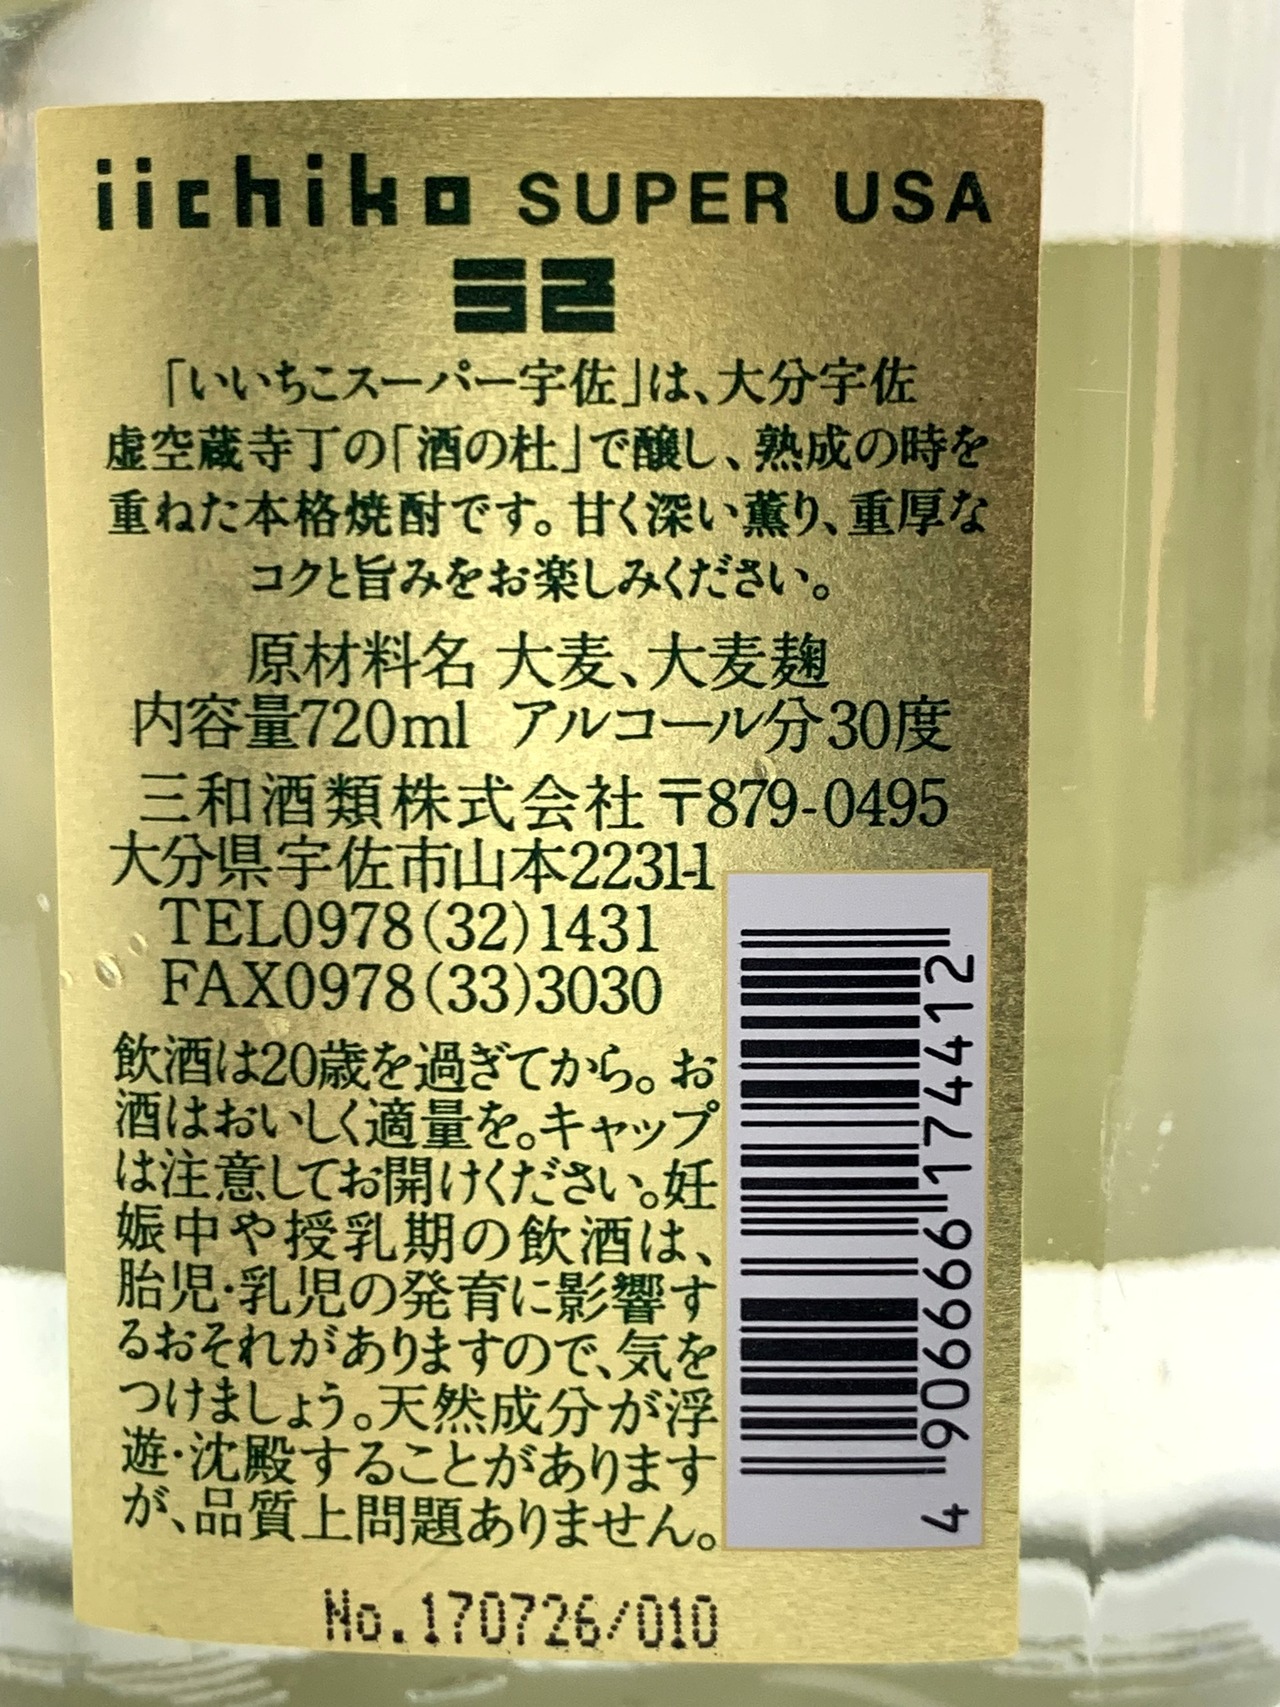 iichiko SUPER USA
「いいちこスーパー宇佐」は、大分宇佐
虚空蔵寺丁の「酒の杜」で醸し、熟成の時を
重ねた本格焼酎です。甘く深い薫り、重厚な
コクと旨みをお楽しみください。
原材料名 大麦、大麦麹
内容量720ml アルコール分30度
三和酒類株式会社 〒879-0495
大分県宇佐市山本2231-1
TEL0978(32)1431
FAX0978(33)3030
飲酒は20歳を過ぎてから。お
酒はおいしく適量を。キャップ
は注意してお開けください。妊
娠中や授乳期の飲酒は、
胎児・乳児の発育に影響す
るおそれがありますので、気を
つけましょう。天然成分が浮
遊・沈殿することがあります
が、品質上問題ありません。
4 906666 174412
No.170726/010